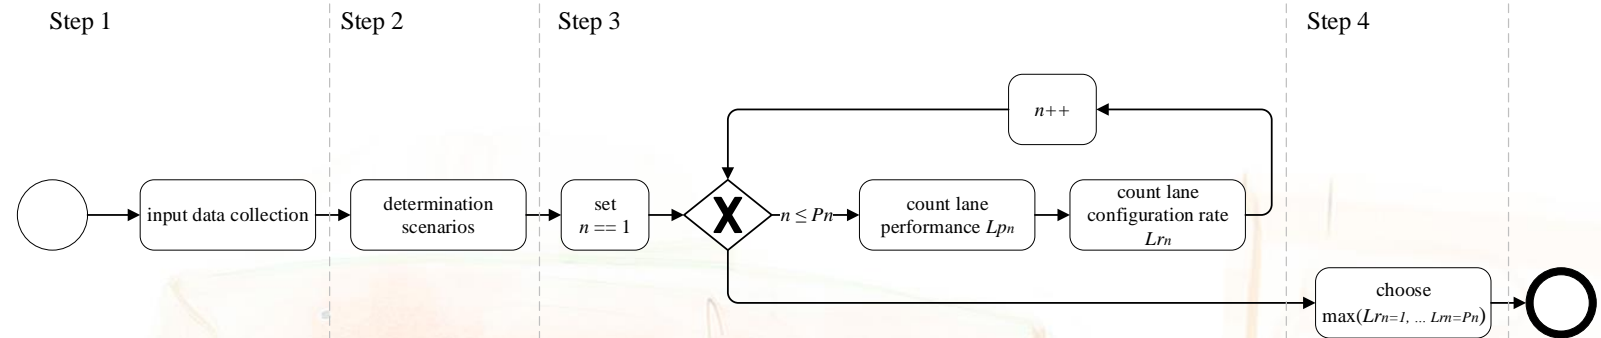 Step 1
Step 2
Step 3
Step 4
n++
input data collection
determination
scenarios
set
n == 1
X
n ≤ Pn
count lane
performance Lpn
count lane
configuration rate
Lrn
choose
max(Lrn=1, ... Lrn=Pn)